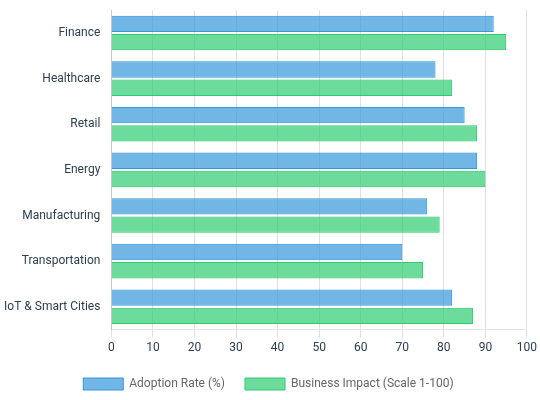 Finance
Healthcare
Retail
Energy
Manufacturing
Transportation
IoT & Smart Cities
0 10 20 30 40 50 60 70 80 90 100
Adoption Rate (%) Business Impact (Scale 1-100)